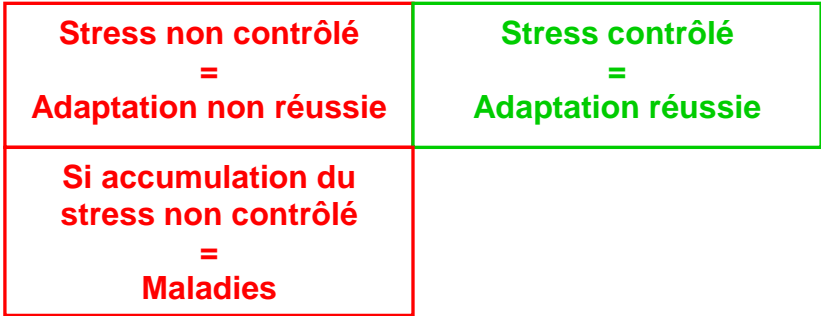 Stress non contrôlé
=
Adaptation non réussie
Stress contrôlé
=
Adaptation réussie
Si accumulation du
stress non contrôlé
=
Maladies